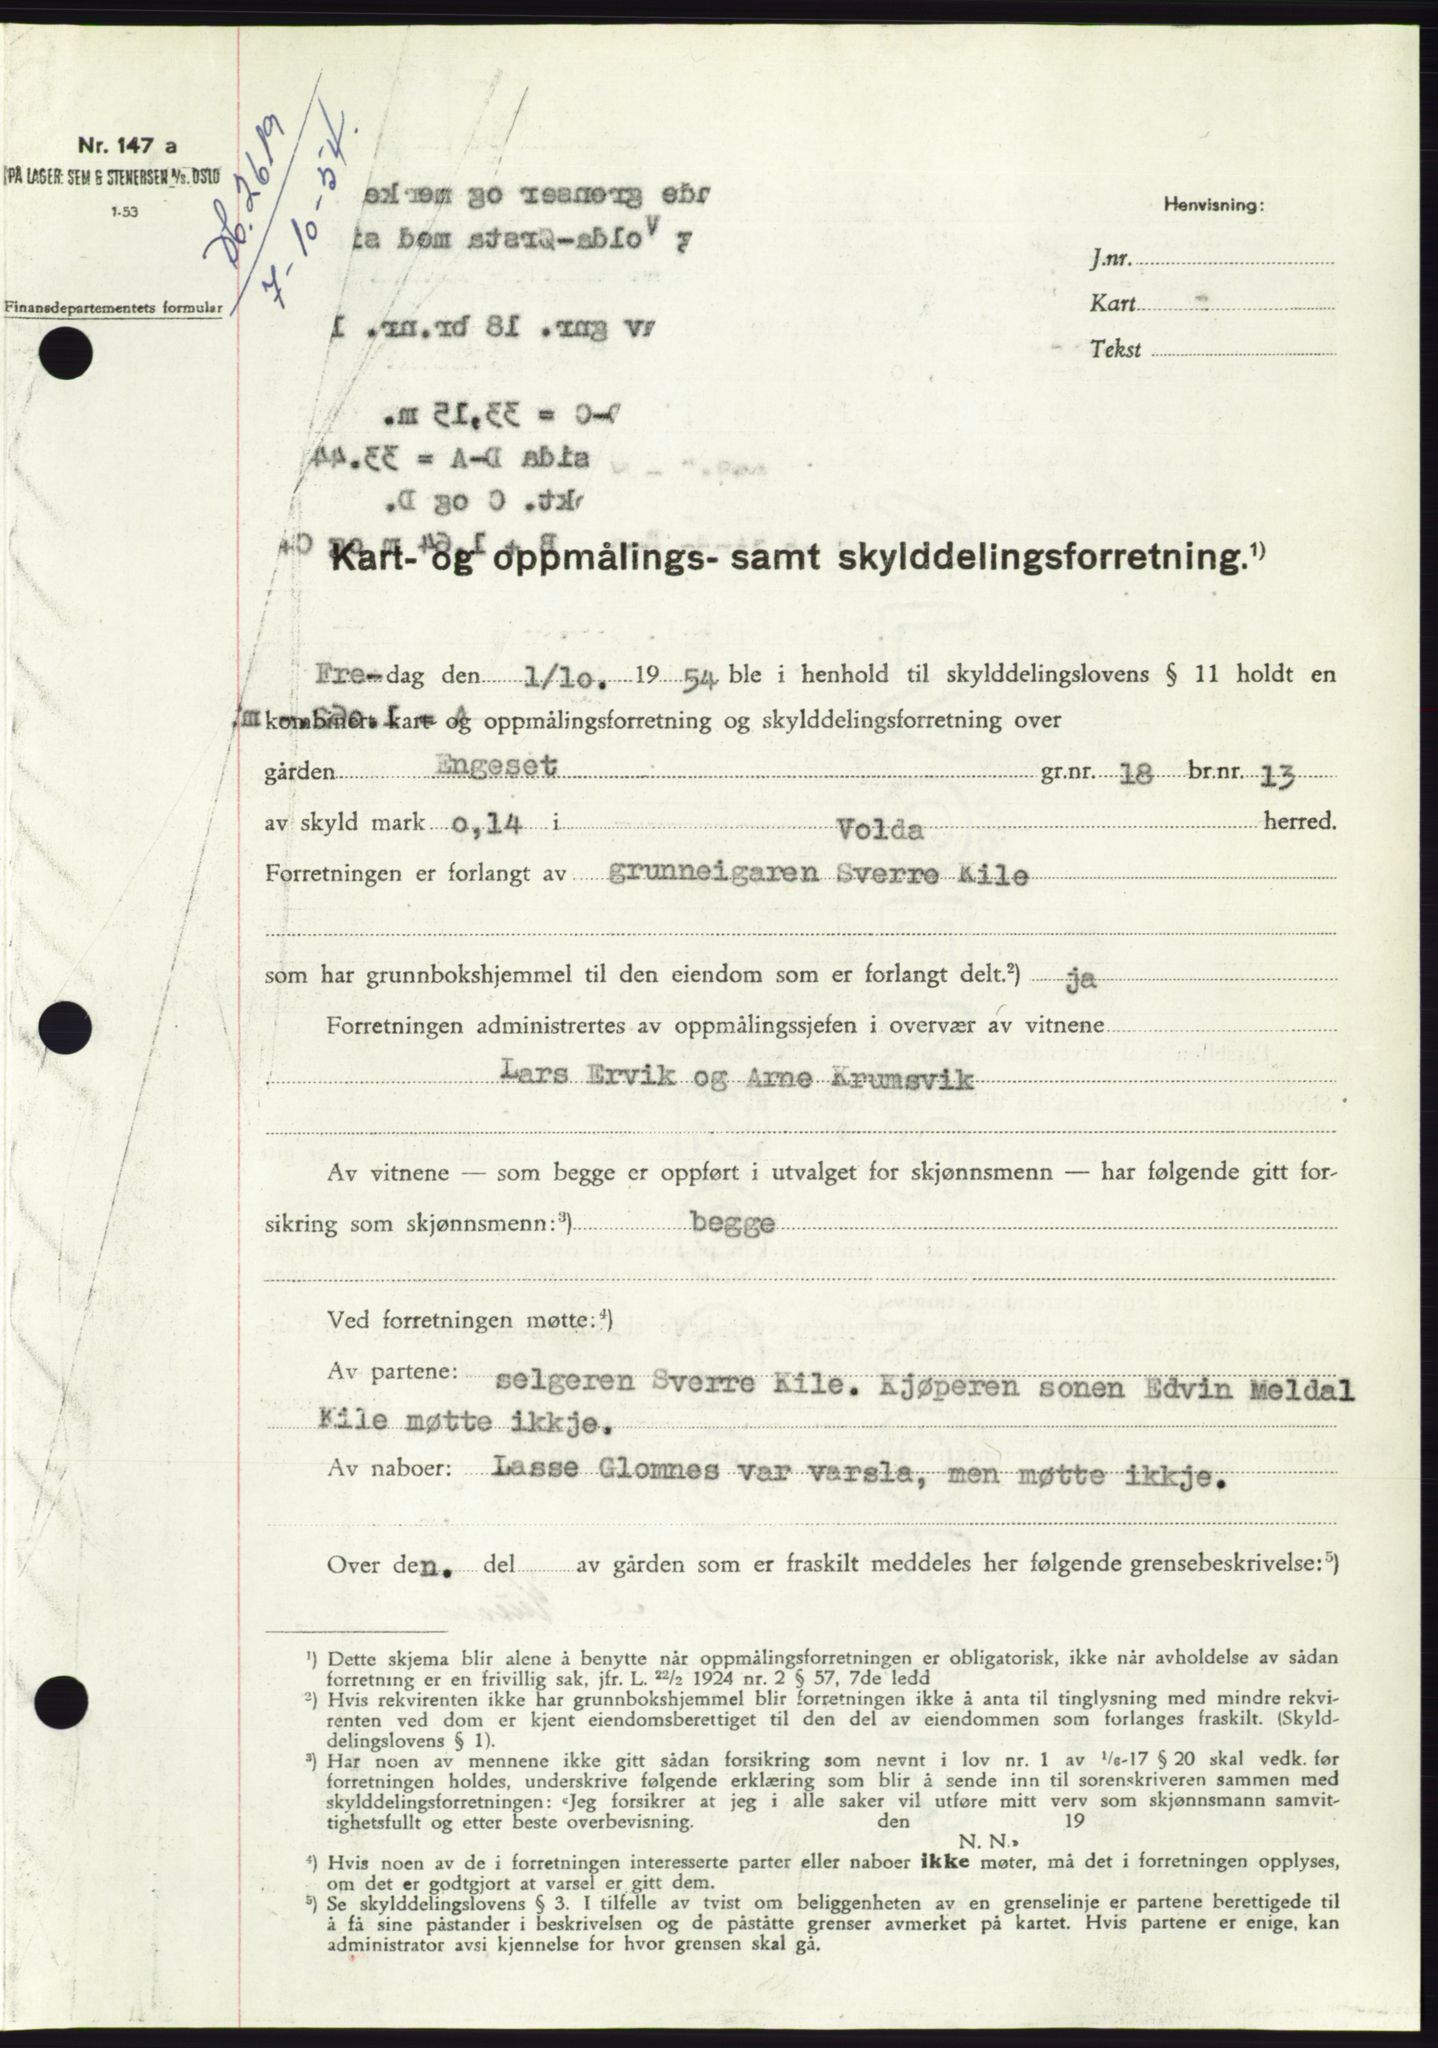 Nr. 147 a
PÅ LAGER: SEM & STENERSEN A/S. OSLO
1-53
Finansdepartementets formular
Db. 2619
7-10-54.
Henvisning:
J.nr.
Kart
Tekst
Kart- og oppmålings- samt skylddelingsforretning.¹)
Fre-dag den 1/10. 19 54 ble i henhold til skylddelingslovens § 11 holdt en
kombinert kart- og oppmålingsforretning og skylddelingsforretning over
gården Engeset gr.nr. 18 br.nr. 13
av skyld mark 0,14 i Volda herred.
Forretningen er forlangt av grunneigaren Sverre Kile
som har grunnbokshjemmel til den eiendom som er forlangt delt.²) ja
Forretningen administrertes av oppmålingssjefen i overvær av vitnene
Lars Ervik og Arne Krumsvik
Av vitnene — som begge er oppført i utvalget for skjønnsmenn — har følgende gitt for-
sikring som skjønnsmenn:³) begge
Ved forretningen møtte:⁴)
Av partene: selgeren Sverre Kile. Kjøperen sonen Edvin Meldal
Kile møtte ikkje.
Av naboer: Lasse Glomnes var varsla, men møtte ikkje.
Over den. del av gården som er fraskilt meddeles her følgende grensebeskrivelse:⁵)
¹) Dette skjema blir alene å benytte når oppmålingsforretningen er obligatorisk, ikke når avholdelse av sådan
forretning er en frivillig sak, jfr. L. ²²/₂ 1924 nr. 2 § 57, 7de ledd
²) Hvis rekvirenten ikke har grunnbokshjemmel blir forretningen ikke å anta til tinglysning med mindre rekvi-
renten ved dom er kjent eiendomsberettiget til den del av eiendommen som forlanges fraskilt. (Skyld-
delingslovens § 1).
³) Har noen av mennene ikke gitt sådan forsikring som nevnt i lov nr. 1 av ¹/₆-17 § 20 skal vedk. før
forretningen holdes, underskrive følgende erklæring som blir å sende inn til sorenskriveren sammen med
skylddelingsforretningen: «Jeg forsikrer at jeg i alle saker vil utføre mitt verv som skjønnsmann samvit-
tighetsfullt og etter beste overbevisning. den 19
N. N.»
⁴) Hvis noen av de i forretningen interesserte parter eller naboer ikke møter, må det i forretningen opplyses,
om det er godtgjort at varsel er gitt dem.
⁵) Se skylddelingslovens § 3. I tilfelle av tvist om beliggenheten av en grenselinje er partene berettigede til
å få sine påstander i beskrivelsen og de påståtte grenser avmerket på kartet. Hvis partene er enige, kan
administrator avsi kjennelse for hvor grensen skal gå.